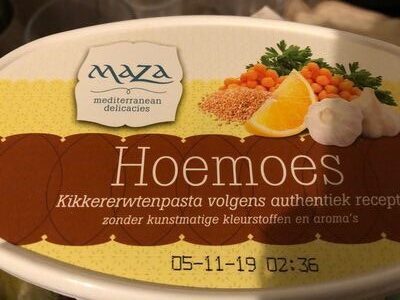 maza
mediterranean
delicacies
Hoemoes
Kikkererwtenpasta volgens authentiek recept
zonder kunstmatige kleurstoffen en aroma's
05-11-19 02:36